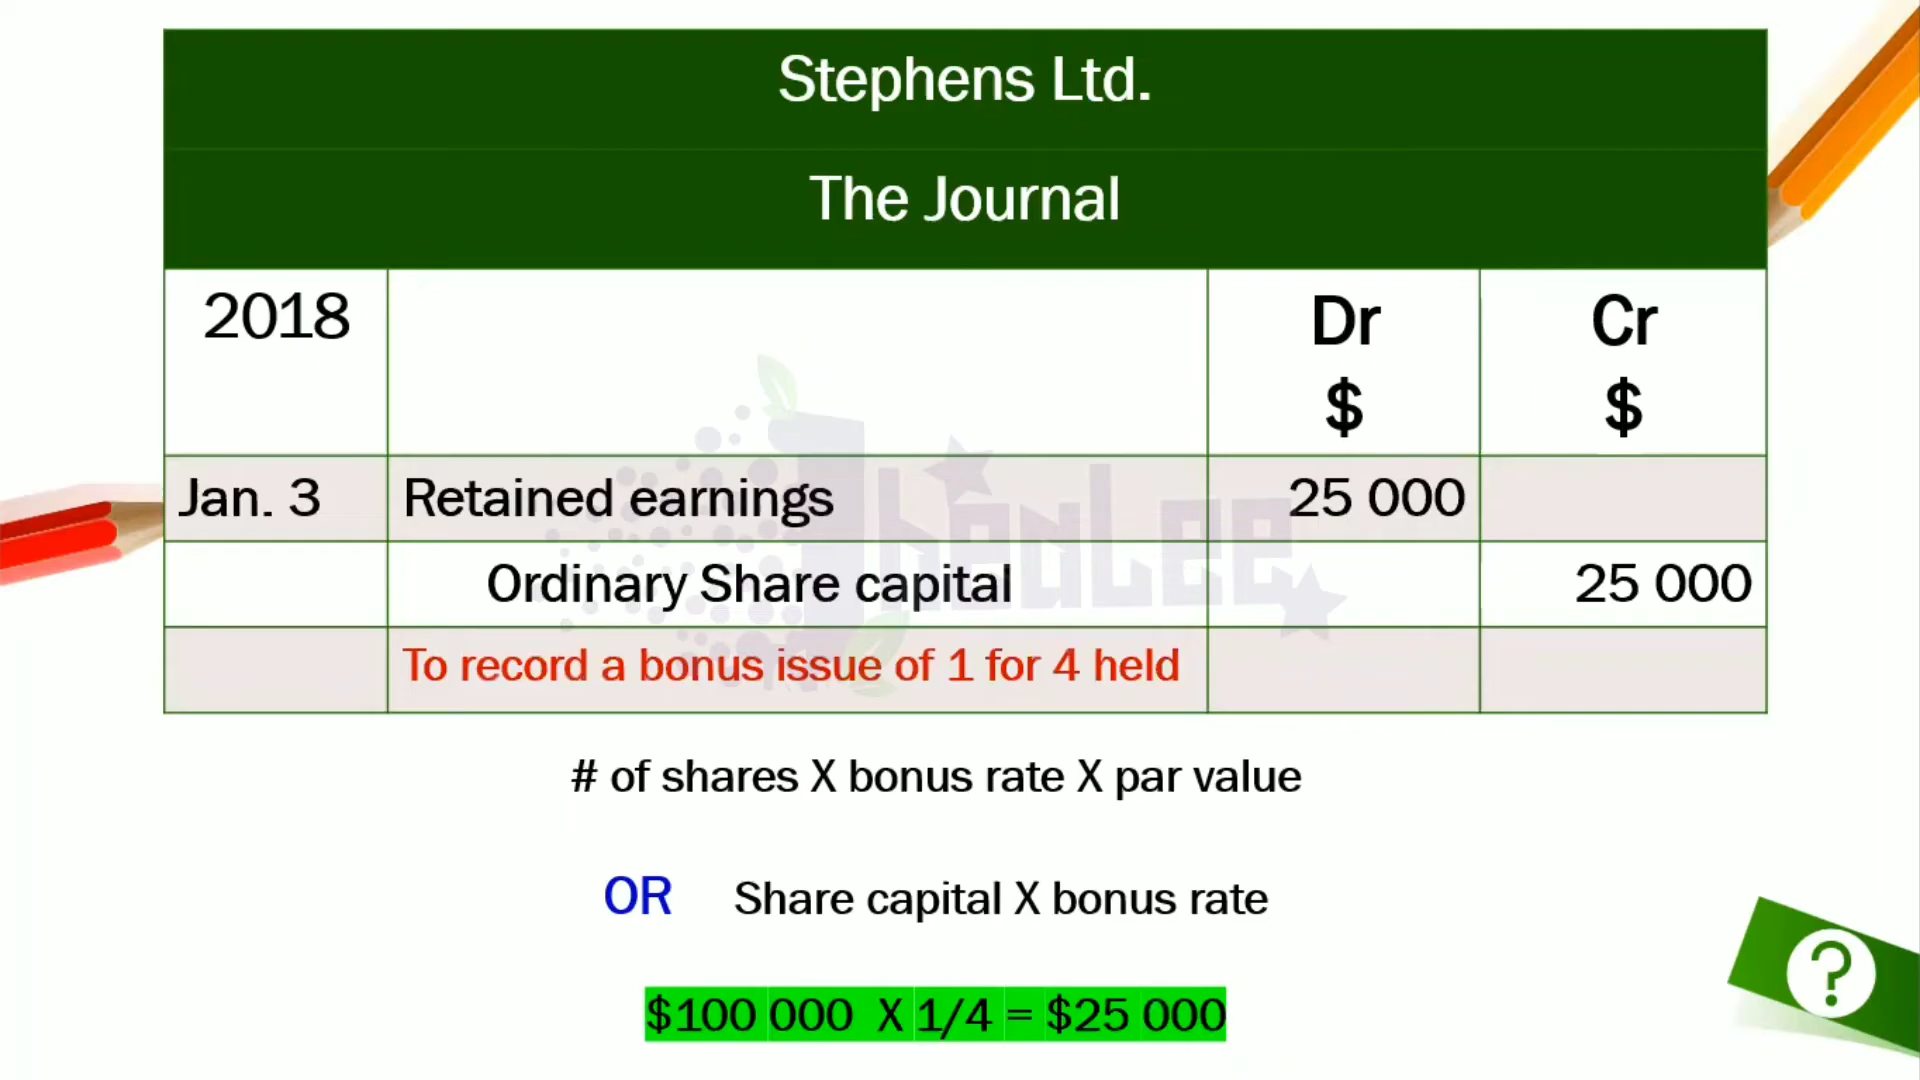 Stephens Ltd.
The Journal
2018 Dr Cr
$ $
Jan. 3 Retained earnings 25 000
Ordinary Share capital 25 000
To record a bonus issue of 1 for 4 held
# of shares X bonus rate X par value
OR Share capital X bonus rate
$100 000 X 1/4 = $25 000
?